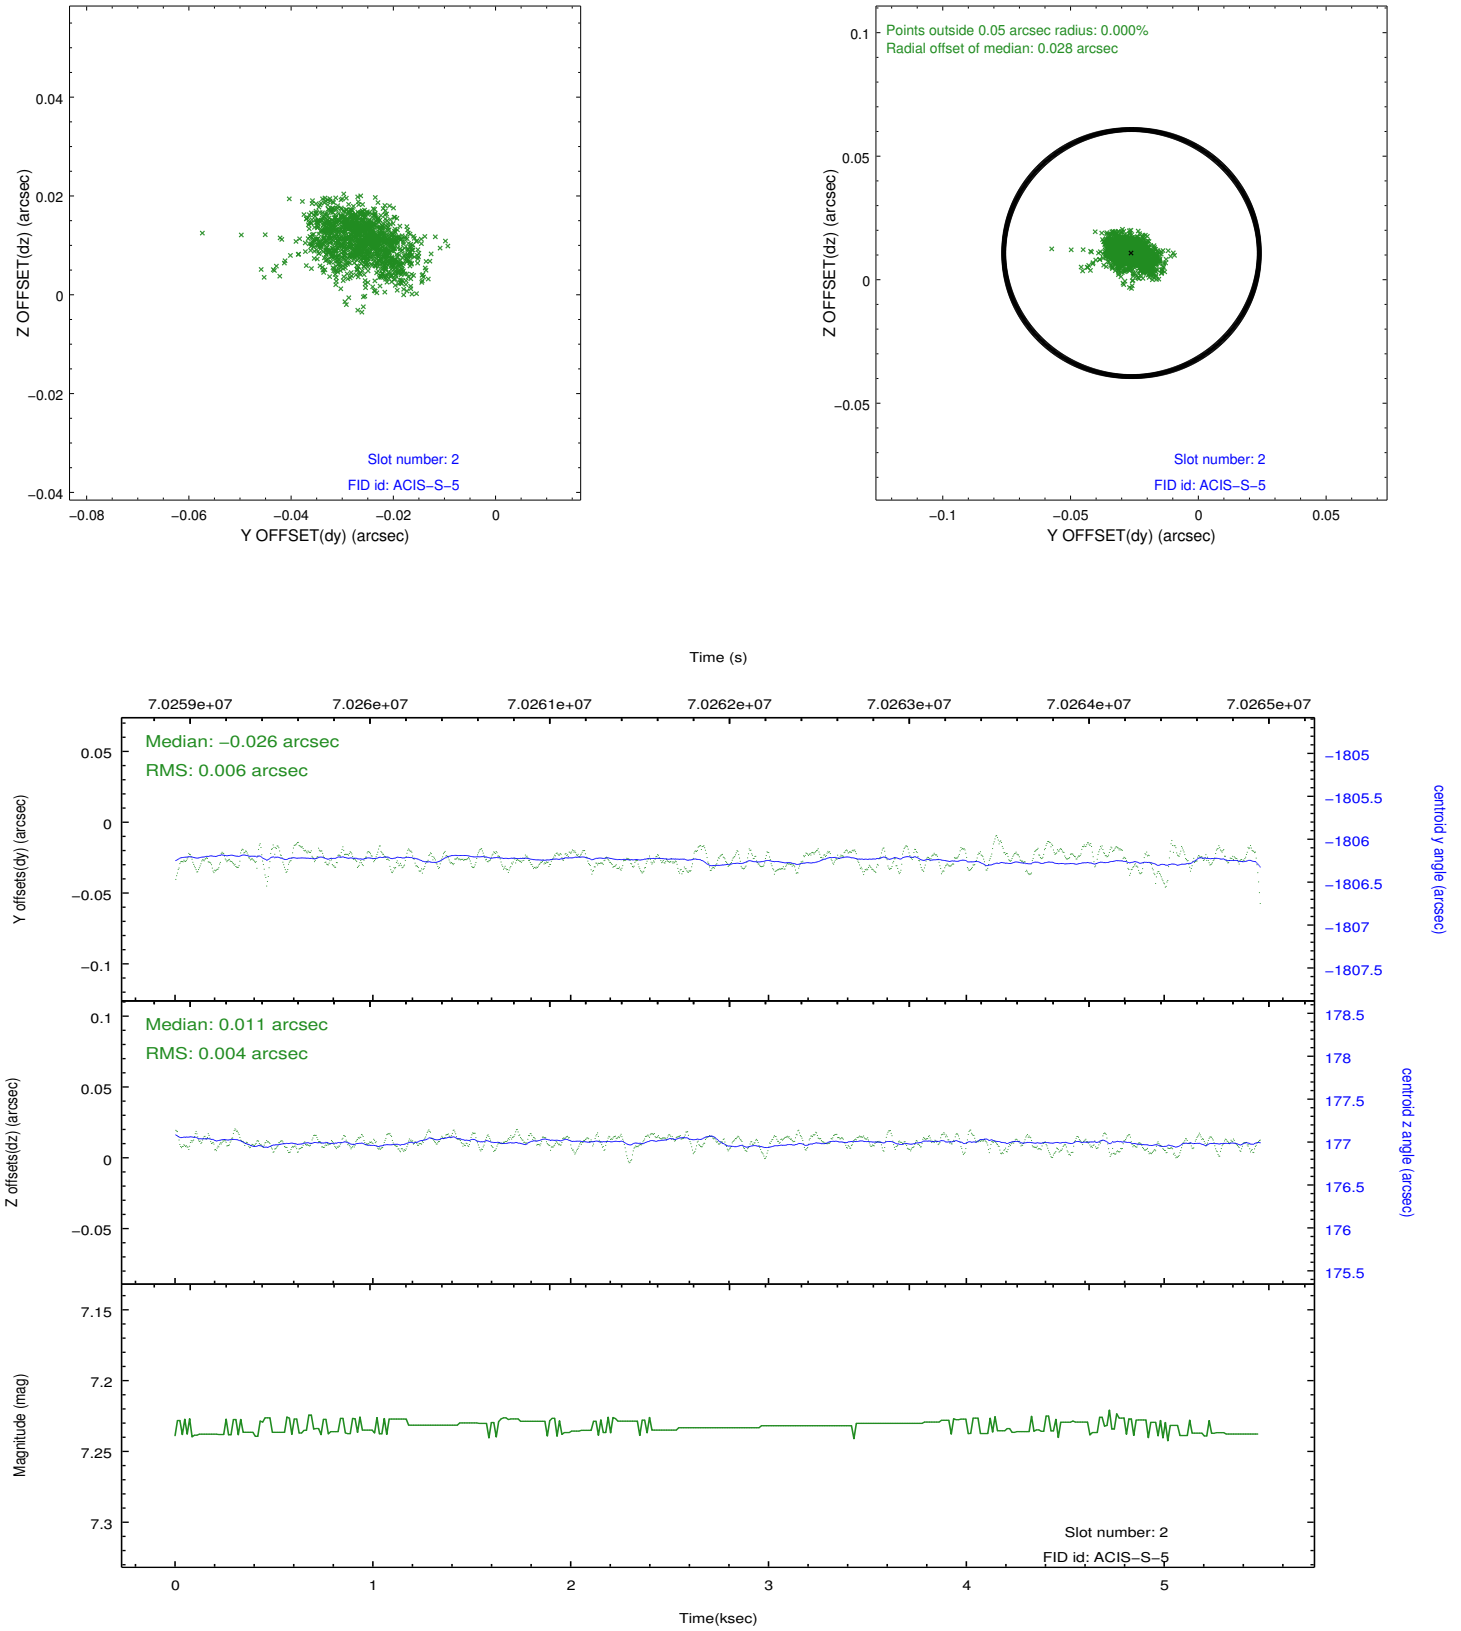 0.04
0.02
0
−0.02
−0.04
Z OFFSET(dz) (arcsec)
Slot number: 2
FID id: ACIS−S−5
−0.08
−0.06
−0.04
−0.02
0
Y OFFSET(dy) (arcsec)
Points outside 0.05 arcsec radius: 0.000%
Radial offset of median: 0.028 arcsec
0.1
0.05
0
−0.05
Z OFFSET(dz) (arcsec)
Slot number: 2
FID id: ACIS−S−5
−0.1
−0.05
0
0.05
Y OFFSET(dy) (arcsec)
Time (s)
7.0259e+07
7.026e+07
7.0261e+07
7.0262e+07
7.0263e+07
7.0264e+07
7.0265e+07
Median: −0.026 arcsec
RMS: 0.006 arcsec
0.05
0
−0.05
−0.1
Y offsets(dy) (arcsec)
−1805
−1805.5
−1806
−1806.5
−1807
−1807.5
centroid y angle (arcsec)
Median: 0.011 arcsec
RMS: 0.004 arcsec
0.1
0.05
0
−0.05
Z offsets(dz) (arcsec)
178.5
178
177.5
177
176.5
176
175.5
centroid z angle (arcsec)
7.15
7.2
7.25
7.3
Magnitude (mag)
Slot number: 2
FID id: ACIS−S−5
0
1
2
3
4
5
Time(ksec)